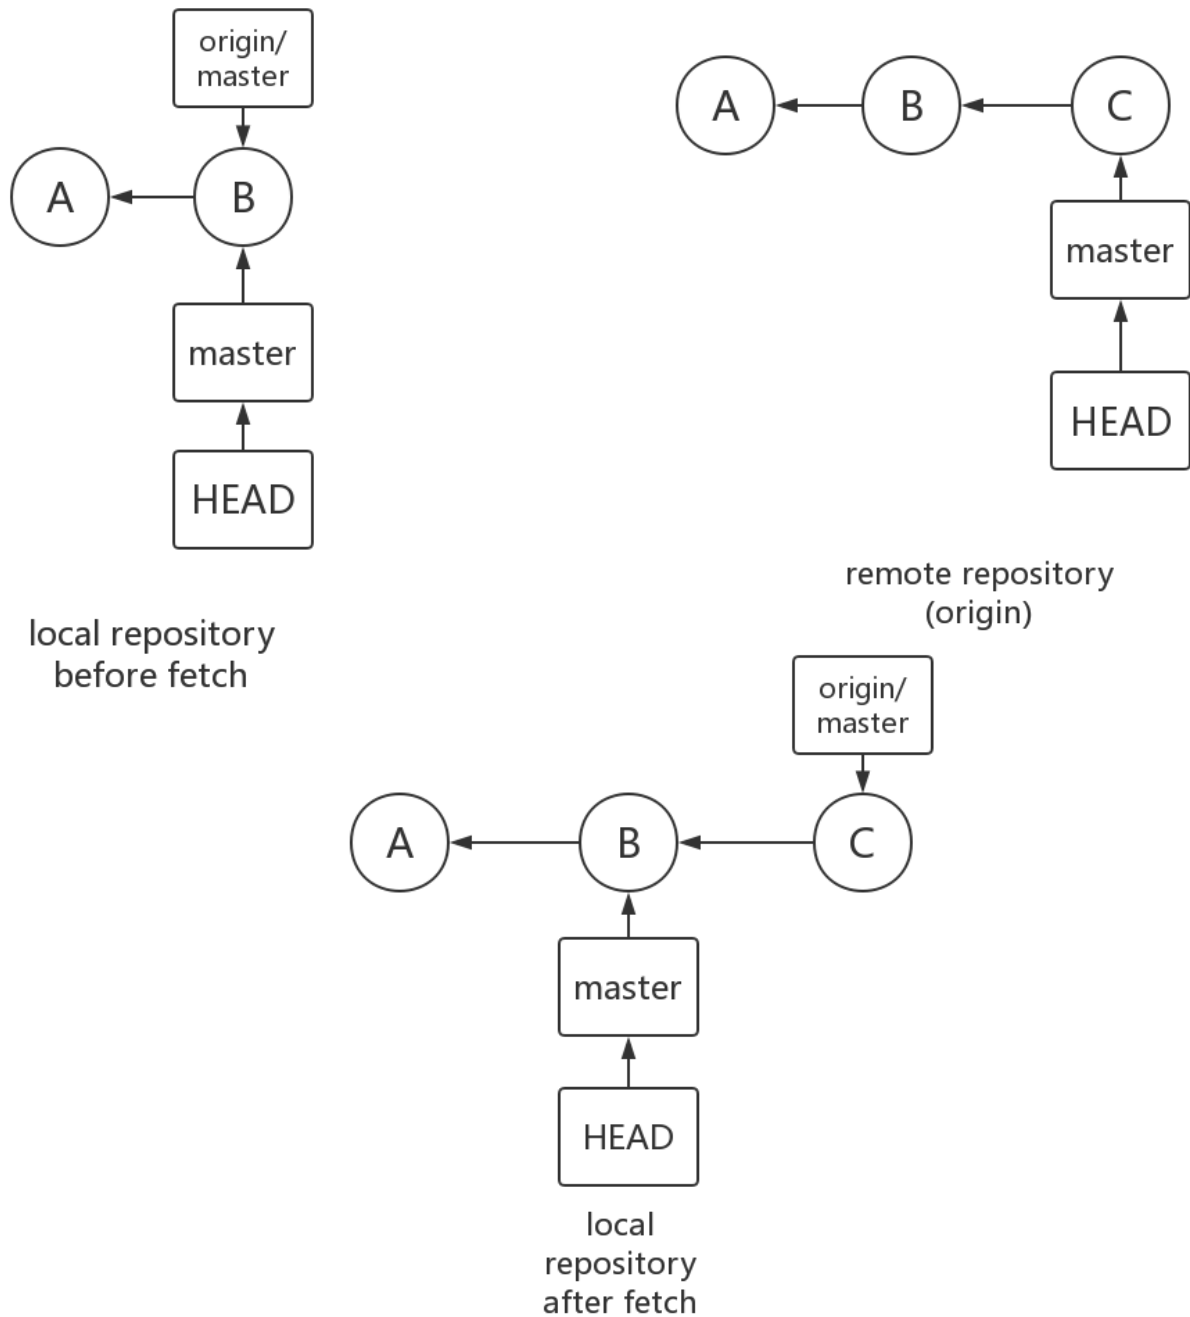 origin/
master
A
B
master
HEAD
local repository
before fetch
A
B
C
master
HEAD
remote repository
(origin)
origin/
master
A
B
C
master
HEAD
local
repository
after fetch